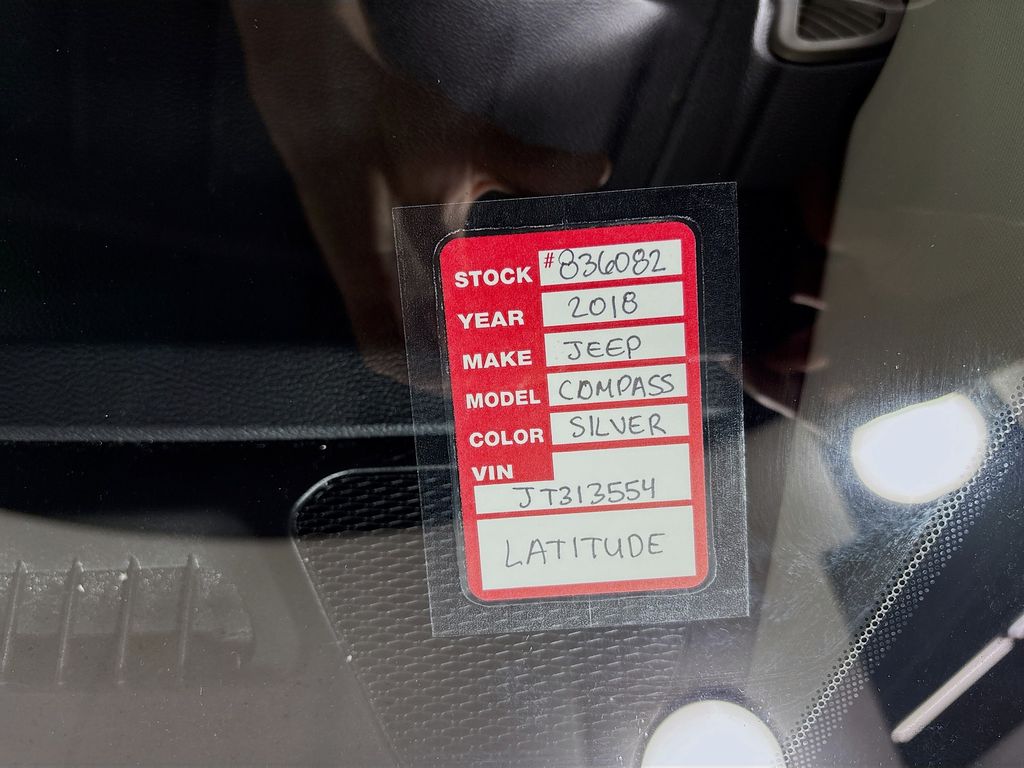 STOCK #836082
YEAR 2018
MAKE JEEP
MODEL COMPASS
COLOR SILVER
VIN
JT313554
LATITUDE